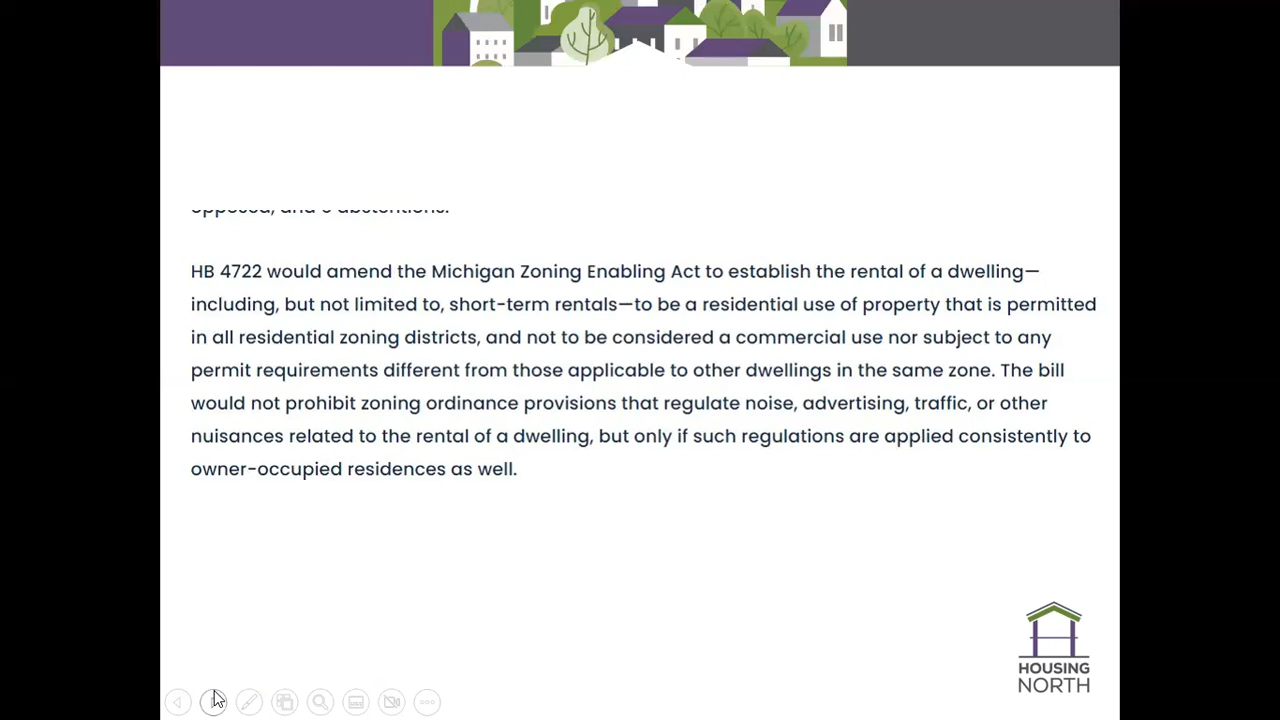 opposed, and 6 abstentions.
HB 4722 would amend the Michigan Zoning Enabling Act to establish the rental of a dwelling—
including, but not limited to, short-term rentals—to be a residential use of property that is permitted
in all residential zoning districts, and not to be considered a commercial use nor subject to any
permit requirements different from those applicable to other dwellings in the same zone. The bill
would not prohibit zoning ordinance provisions that regulate noise, advertising, traffic, or other
nuisances related to the rental of a dwelling, but only if such regulations are applied consistently to
owner-occupied residences as well.
HOUSING
NORTH